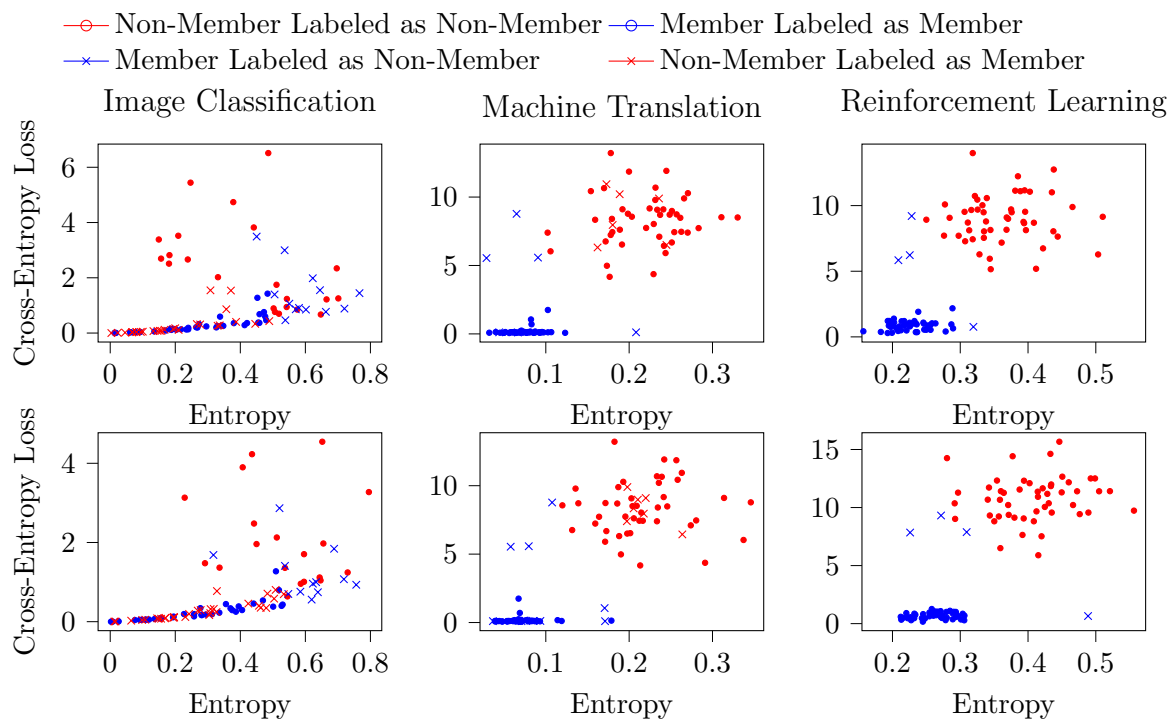 Non-Member Labeled as Non-Member Member Labeled as Member
Member Labeled as Non-Member Non-Member Labeled as Member
Image Classification Machine Translation Reinforcement Learning
Cross-Entropy Loss
6
4
2
0
0 0.2 0.4 0.6 0.8
Entropy
10
5
0
0.1 0.2 0.3
Entropy
10
5
0
0.2 0.3 0.4 0.5
Entropy
Cross-Entropy Loss
4
2
0
0 0.2 0.4 0.6 0.8
Entropy
10
5
0
0.1 0.2 0.3
Entropy
15
10
5
0
0.2 0.3 0.4 0.5
Entropy